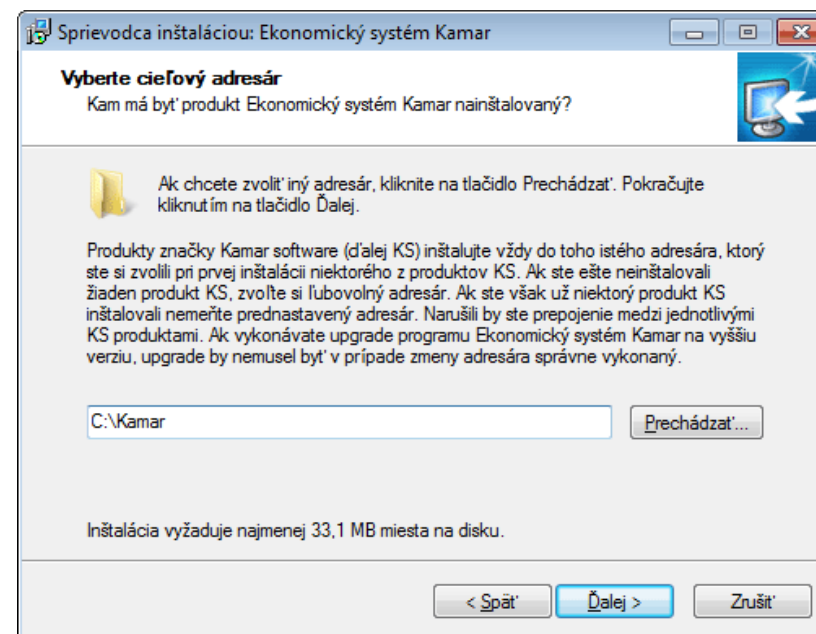 Sprievodca inštaláciou: Ekonomický systém Kamar
Vyberte cieľový adresár
Kam má byť produkt Ekonomický systém Kamar nainštalovaný?
Ak chcete zvoliť iný adresár, kliknite na tlačidlo Prechádzať. Pokračujte
kliknutím na tlačidlo Ďalej.
Produkty značky Kamar software (ďalej KS) inštalujte vždy do toho istého adresára, ktorý
ste si zvolili pri prvej inštalácii niektorého z produktov KS. Ak ste ešte neinštalovali
žiaden produkt KS, zvoľte si ľubovolný adresár. Ak ste však už niektorý produkt KS
inštalovali nemeňte prednastavený adresár. Narušili by ste prepojenie medzi jednotlivými
KS produktami. Ak vykonávate upgrade programu Ekonomický systém Kamar na vyššiu
verziu, upgrade by nemusel byť v prípade zmeny adresára správne vykonaný.
C:\Kamar
Prechádzať...
Inštalácia vyžaduje najmenej 33,1 MB miesta na disku.
< Späť
Ďalej >
Zrušiť